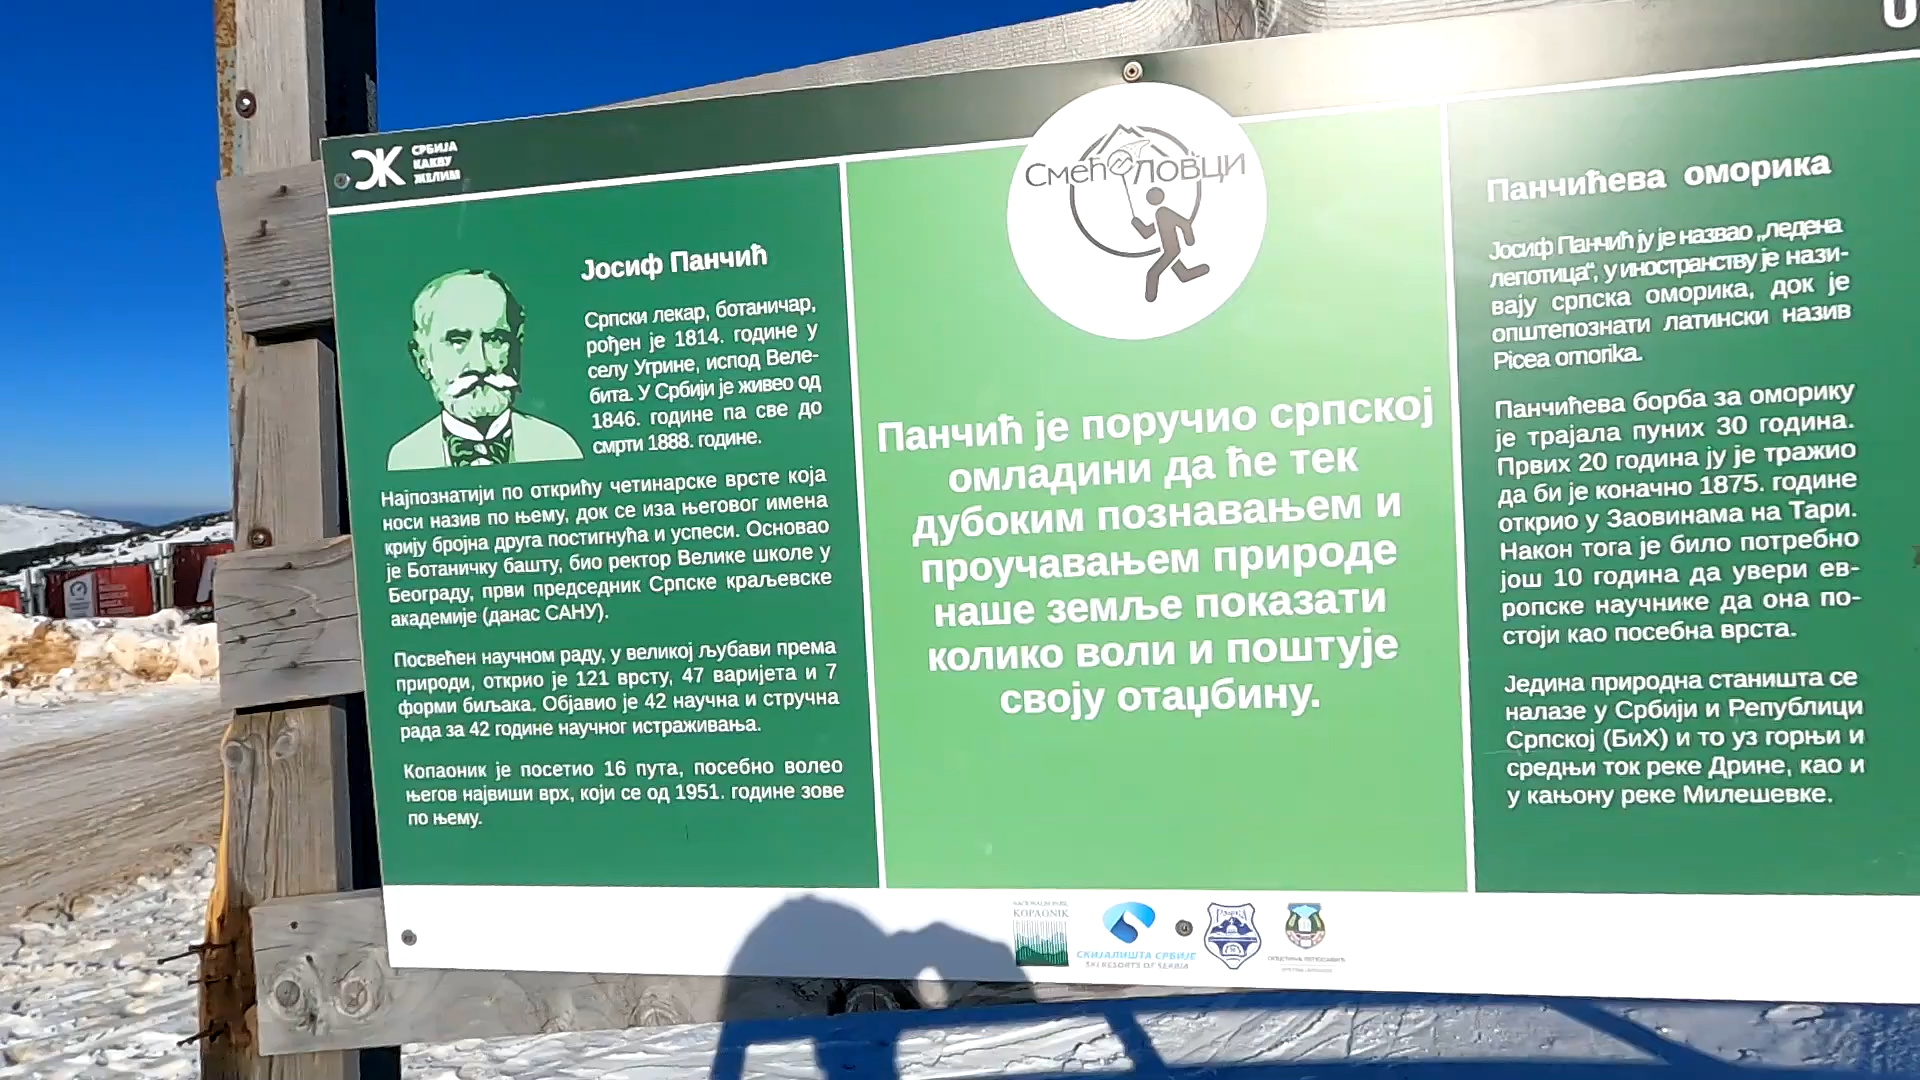 СРБИЈА
КАКВУ
ЖЕЛИМ
Јосиф Панчић
Српски лекар, ботаничар,
рођен је 1814. године у
селу Угрине, испод Веле-
бита. У Србији је живео од
1846. године па све до
смрти 1888. године.
Најпознатији по открићу четинарске врсте која
носи назив по њему, док се иза његовог имена
крију бројна друга постигнућа и успеси. Основао
је Ботаничку башту, био ректор Велике школе у
Београду, први председник Српске краљевске
академије (данас САНУ).
Посвећен научном раду, у великој љубави према
природи, открио је 121 врсту, 47 варијета и 7
форми биљака. Објавио је 42 научна и стручна
рада за 42 године научног истраживања.
Копаоник је посетио 16 пута, посебно волео
његов највиши врх, који се од 1951. године зове
по њему.
Смећеловци
Панчић је поручио српској
омладини да ће тек
дубоким познавањем и
проучавањем природе
наше земље показати
колико воли и поштује
своју отаџбину.
Панчићева оморика
Јосиф Панчић ју је назвао „ледена
лепотица“, у иностранству је нази-
вају српска оморика, док је
општепознати латински назив
Picea omorika.
Панчићева борба за оморику
је трајала пуних 30 година.
Првих 20 година ју је тражио
да би је коначно 1875. године
открио у Заовинама на Тари.
Након тога је било потребно
још 10 година да увери ев-
ропске научнике да она по-
стоји као посебна врста.
Једина природна станишта се
налазе у Србији и Републици
Српској (БиХ) и то уз горњи и
средњи ток реке Дрине, као и
у кањону реке Милешевке.
НАЦИОНАЛНИ ПАРК
КОПАОНИК
СКИЈАЛИШТА СРБИЈЕ
SKI RESORTS OF SERBIA
РАШКА
ОПШТИНА ЛЕПОСАВИЋ